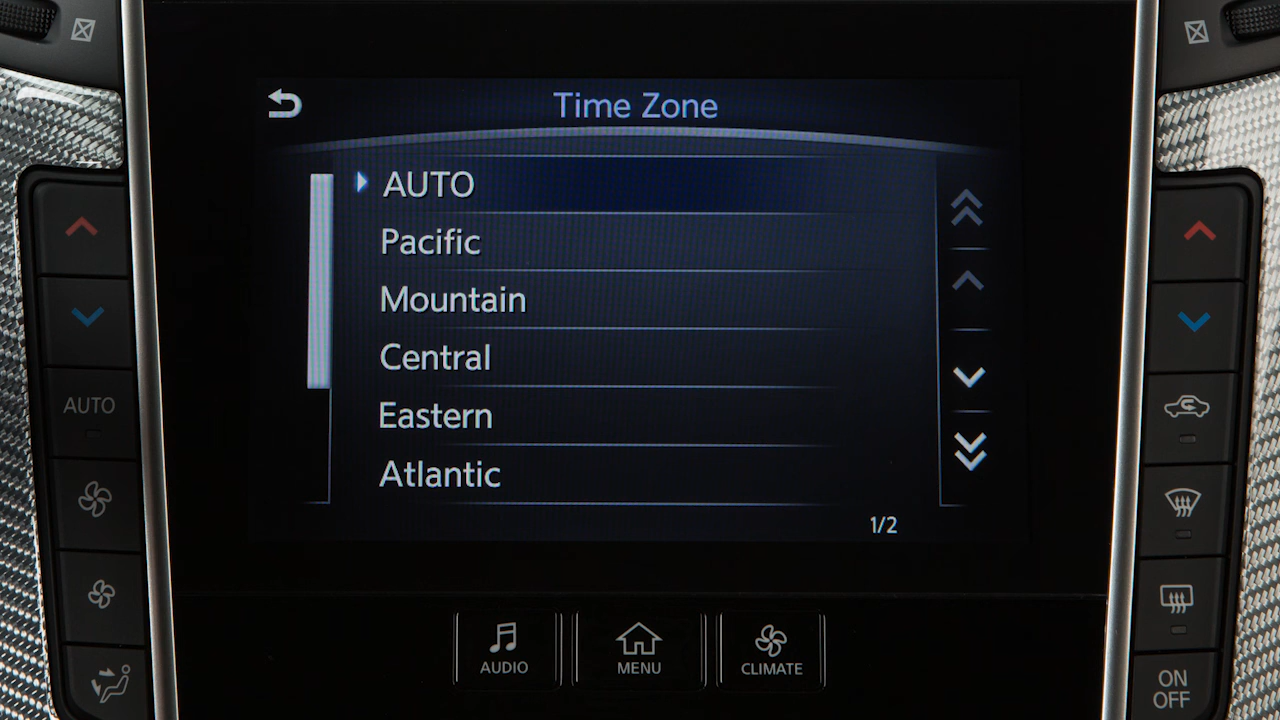 Time Zone
AUTO
Pacific
Mountain
Central
Eastern
Atlantic
1/2
AUTO
AUDIO
MENU
CLIMATE
ON
OFF